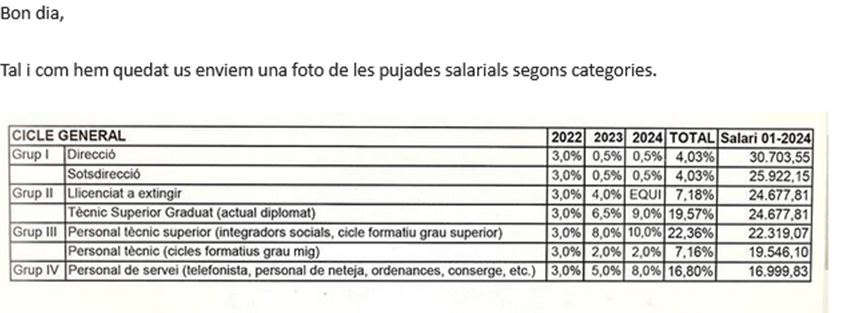 Bon dia,
Tal i com hem quedat us enviem una foto de les pujades salarials segons categories.
CICLE GENERAL 2022 2023 2024 TOTAL Salari 01-2024
Grup I Direcció 3,0% 0,5% 0,5% 4,03% 30.703,55
Sotsdirecció 3,0% 0,5% 0,5% 4,03% 25.922,15
Grup II Llicenciat a extingir 3,0% 4,0% EQUI 7,18% 24.677,81
Tècnic Superior Graduat (actual diplomat) 3,0% 6,5% 9,0% 19,57% 24.677,81
Grup III Personal tècnic superior (integradors socials, cicle formatiu grau superior) 3,0% 8,0% 10,0% 22,36% 22.319,07
Personal tècnic (cicles formatius grau mig) 3,0% 2,0% 2,0% 7,16% 19.546,10
Grup IV Personal de servei (telefonista, personal de neteja, ordenances, conserge, etc.) 3,0% 5,0% 8,0% 16,80% 16.999,83